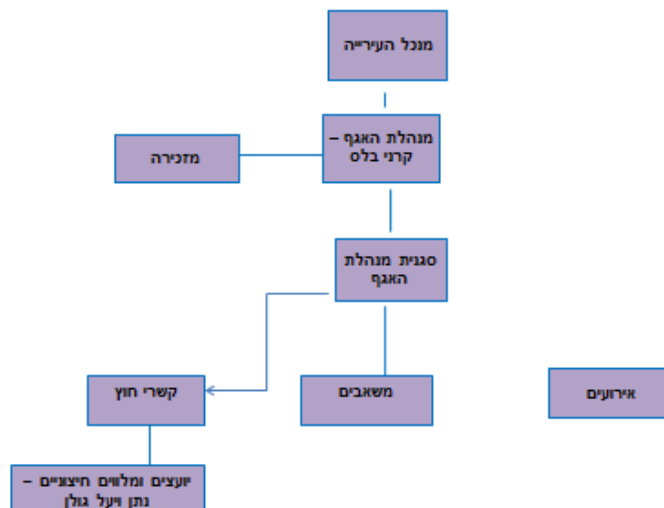 מנכל העירייה
מנהלת האגף –
קרני בלס
מזכירה
סגנית מנהלת
האגף
קשרי חוץ
משאבים
אירועים
יועצים ומלווים חיצוניים –
נתן ויעל גולן